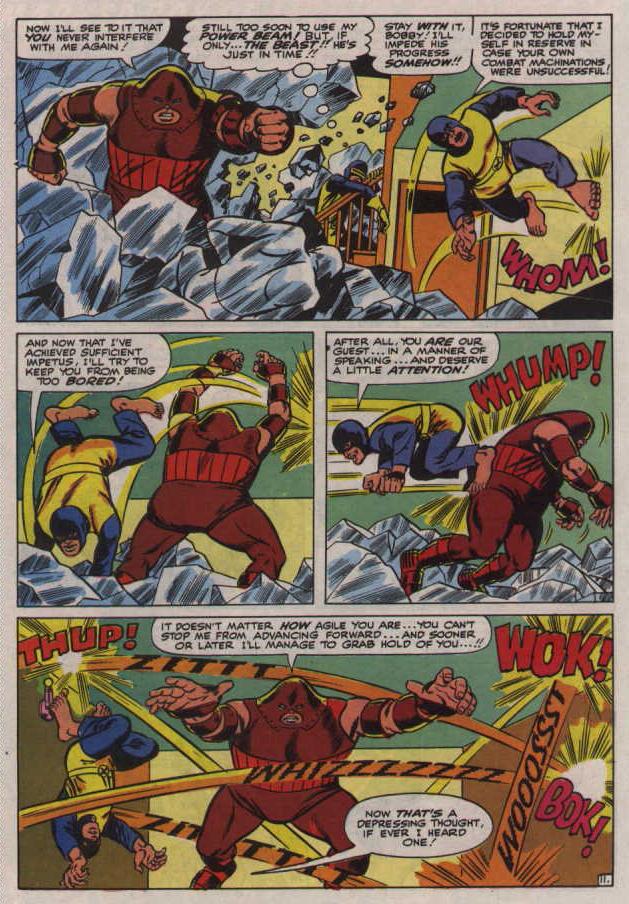 NOW I'LL SEE TO IT THAT
YOU NEVER INTERFERE
WITH ME AGAIN!
STILL TOO SOON TO USE MY
POWER BEAM! BUT, IF
ONLY... THE BEAST!! HE'S
JUST IN TIME!!
STAY WITH IT,
BOBBY! I'LL
IMPEDE HIS
PROGRESS
SOMEHOW!!
IT'S FORTUNATE THAT I
DECIDED TO HOLD MY-
SELF IN RESERVE IN
CASE YOUR OWN
COMBAT MACHINATIONS
WERE UNSUCCESSFUL!
WHOM!
AND NOW THAT I'VE
ACHIEVED SUFFICIENT
IMPETUS, I'LL TRY TO
KEEP YOU FROM BEING
TOO BORED!
AFTER ALL, YOU ARE OUR
GUEST... IN A MANNER OF
SPEAKING... AND DESERVE
A LITTLE ATTENTION!
WHUMP!
THUP!
ZZTTTT
IT DOESN'T MATTER HOW AGILE YOU ARE... YOU CAN'T
STOP ME FROM ADVANCING FORWARD... AND SOONER
OR LATER I'LL MANAGE TO GRAB HOLD OF YOU....!!
WOK!
WHIZZZZZZZ
WOOOSSST
BOK!
NOW THAT'S A
DEPRESSING THOUGHT,
IF EVER I HEARD
ONE!
11.